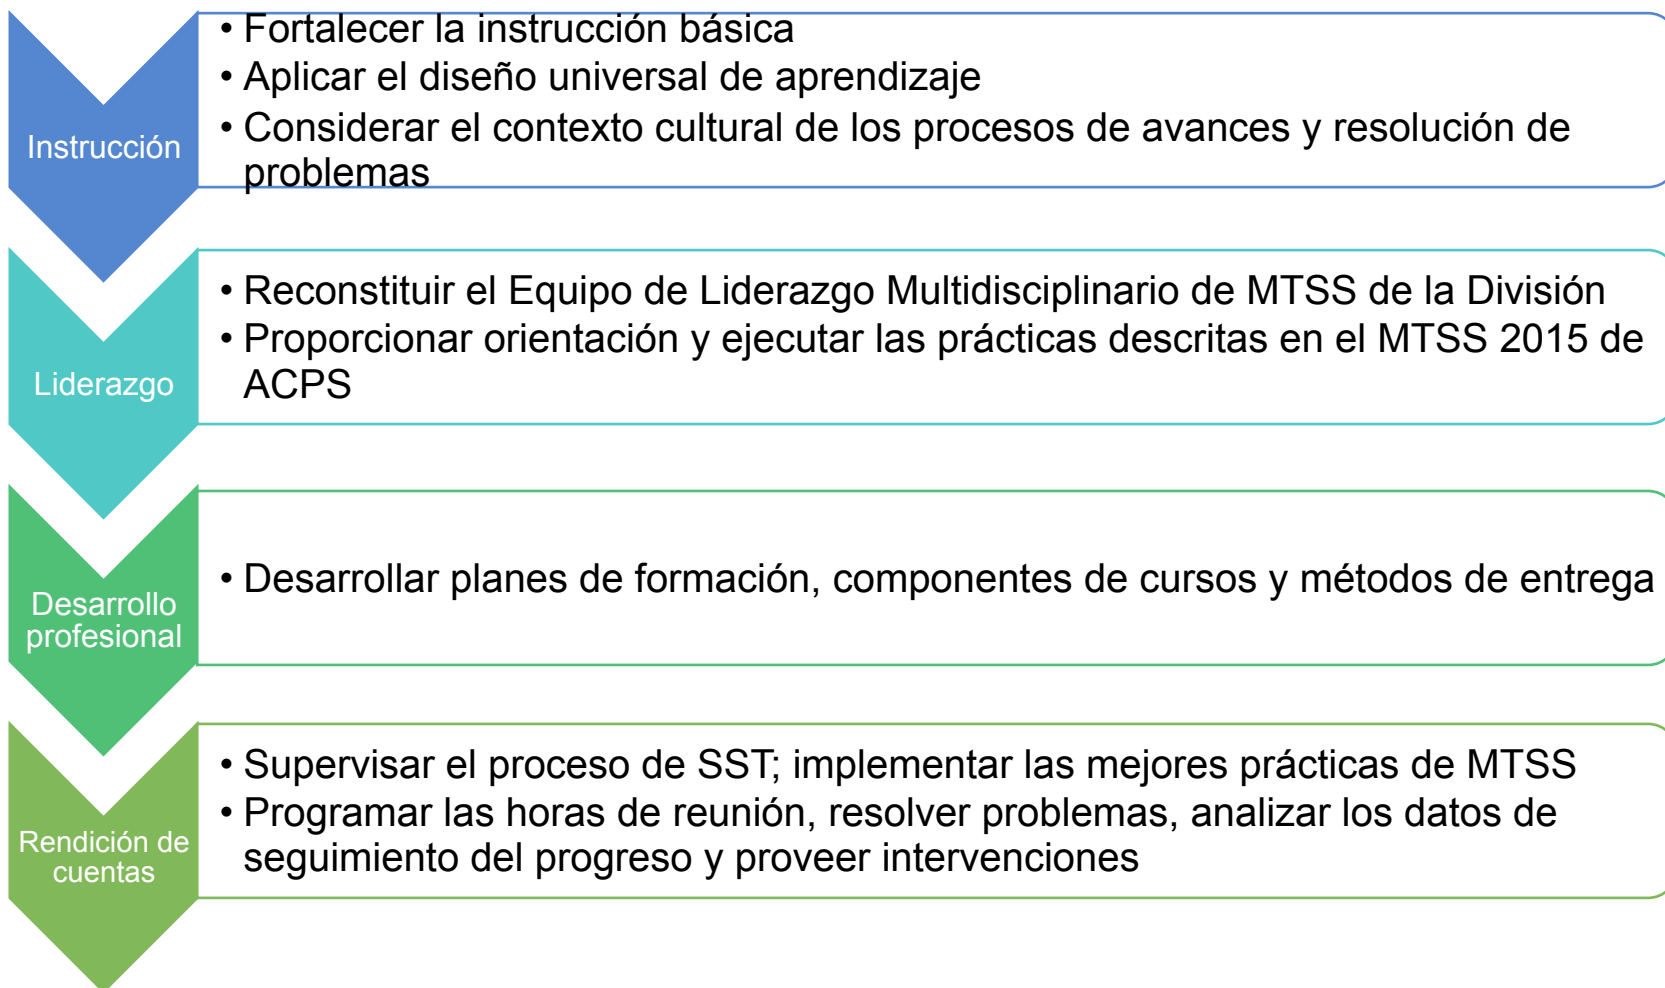 Instrucción
• Fortalecer la instrucción básica
• Aplicar el diseño universal de aprendizaje
• Considerar el contexto cultural de los procesos de avances y resolución de
problemas
Liderazgo
• Reconstituir el Equipo de Liderazgo Multidisciplinario de MTSS de la División
• Proporcionar orientación y ejecutar las prácticas descritas en el MTSS 2015 de
ACPS
Desarrollo
profesional
• Desarrollar planes de formación, componentes de cursos y métodos de entrega
Rendición de
cuentas
• Supervisar el proceso de SST; implementar las mejores prácticas de MTSS
• Programar las horas de reunión, resolver problemas, analizar los datos de
seguimiento del progreso y proveer intervenciones